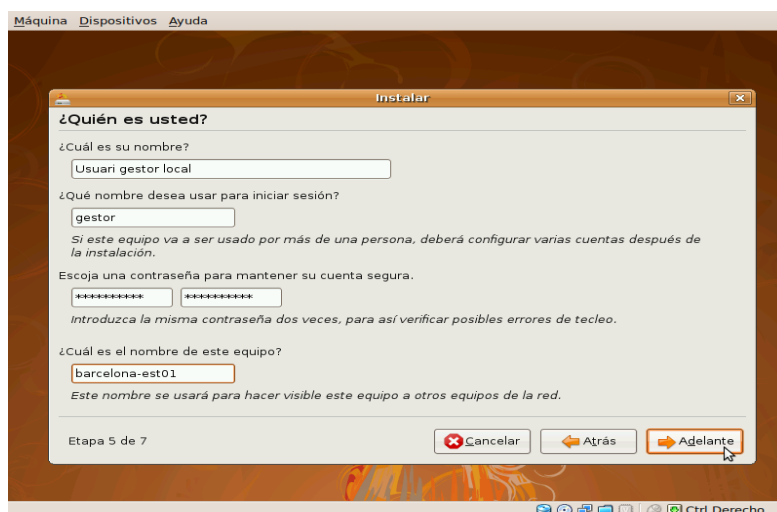 Máquina Dispositivos Ayuda
Instalar
¿Quién es usted?
¿Cuál es su nombre?
Usuari gestor local
¿Qué nombre desea usar para iniciar sesión?
gestor
Si este equipo va a ser usado por más de una persona, deberá configurar varias cuentas después de
la instalación.
Escoja una contraseña para mantener su cuenta segura.
********** **********
Introduzca la misma contraseña dos veces, para así verificar posibles errores de tecleo.
¿Cuál es el nombre de este equipo?
barcelona-est01
Este nombre se usará para hacer visible este equipo a otros equipos de la red.
Etapa 5 de 7 Cancelar Atrás Adelante
Ctrl Derecho